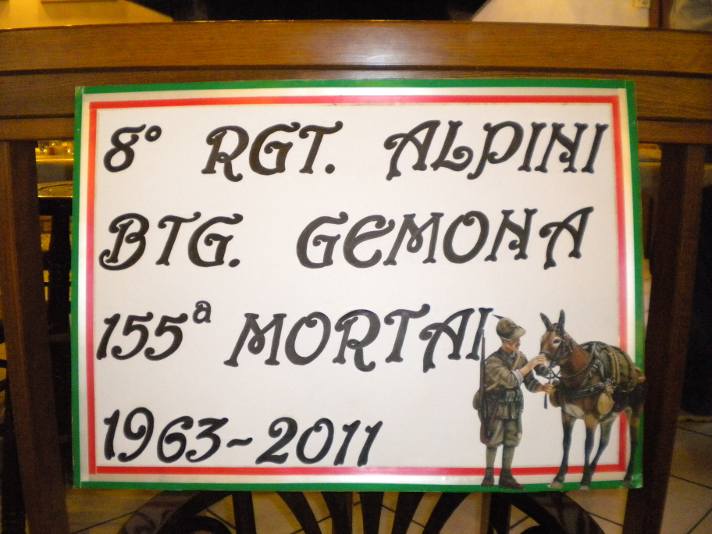 8° RGT. ALPINI
BTG. GEMONA
155ª MORTAI
1963-2011